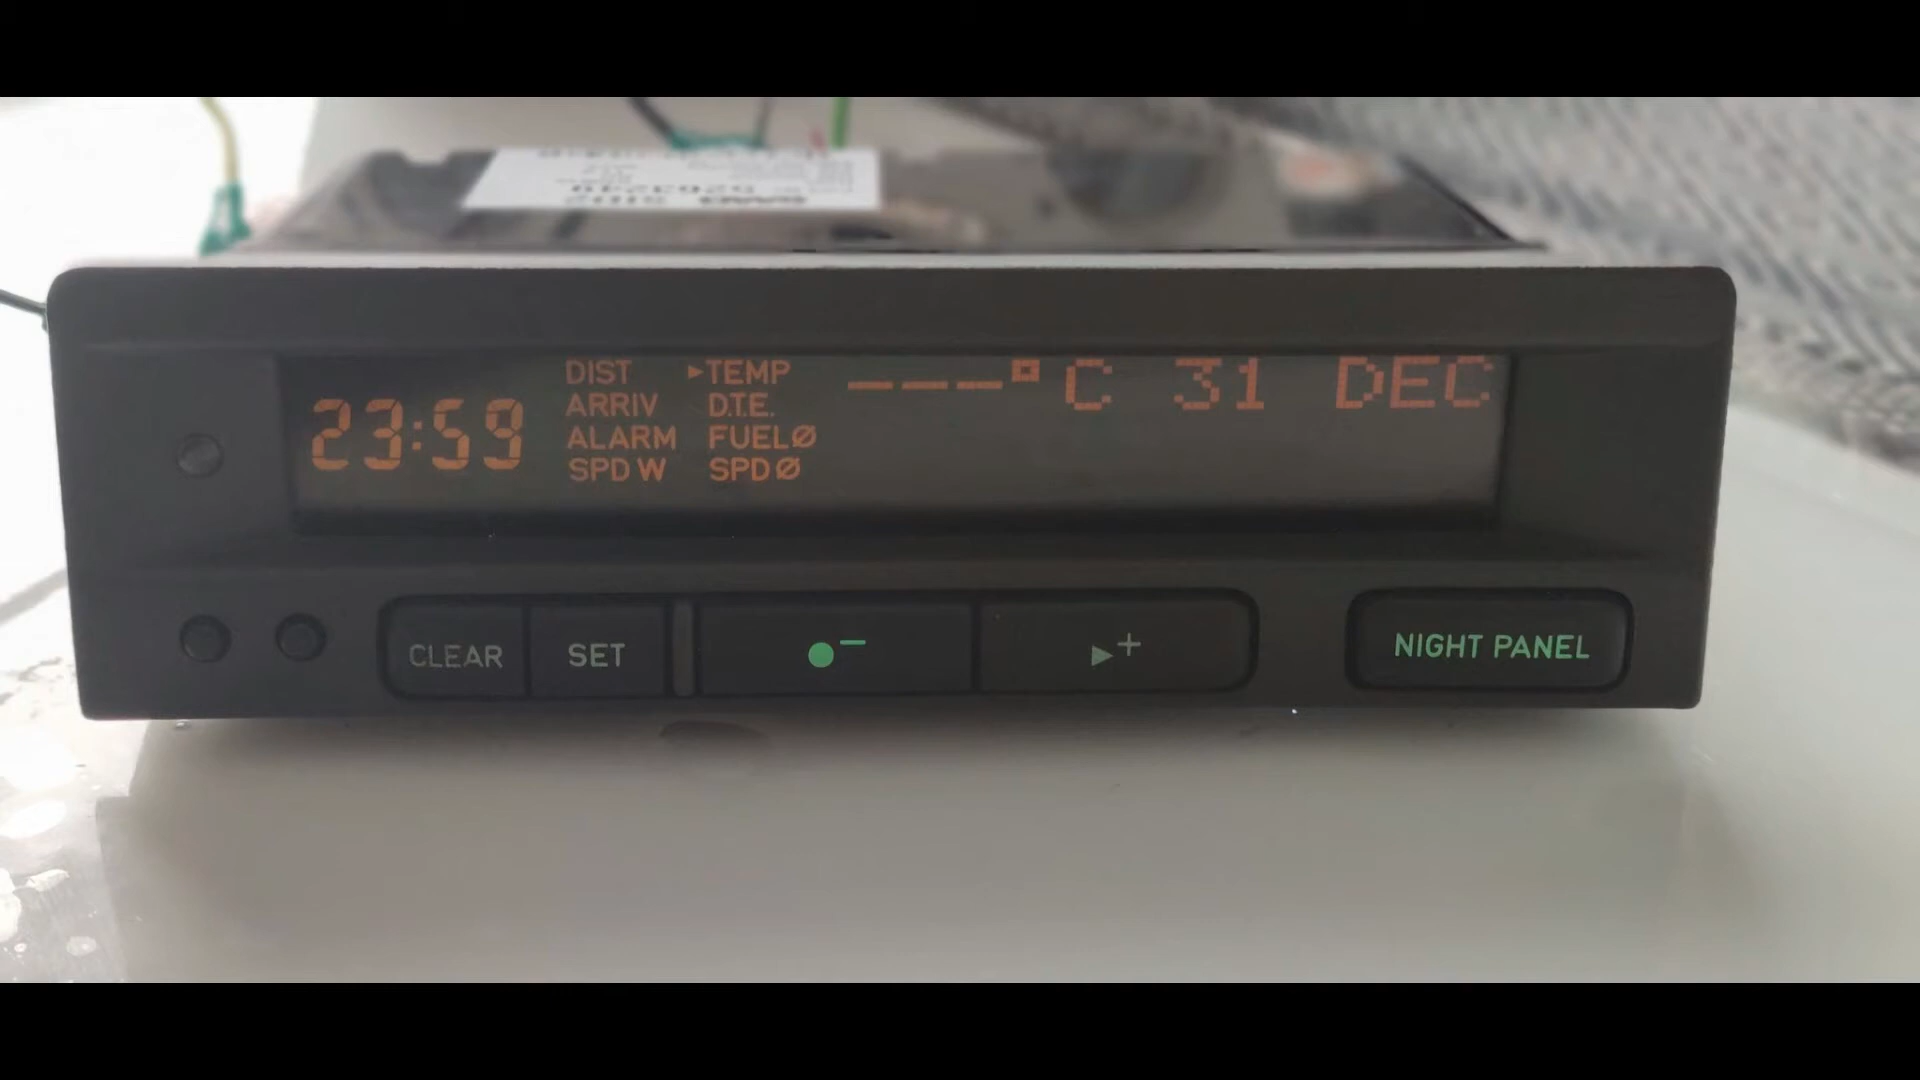 23:59
DIST ▸TEMP
ARRIV D.T.E.
ALARM FUELØ
SPD W SPDØ
---°C 31 DEC
CLEAR
SET
●−
▸+
NIGHT PANEL